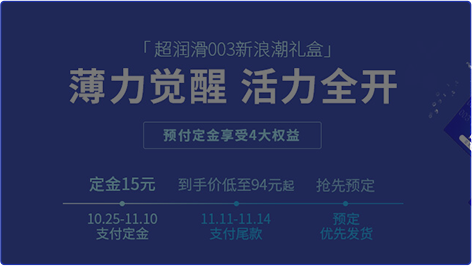 「超润滑003新浪潮礼盒」
薄力觉醒 活力全开
预付定金享受4大权益
定金15元 到手价低至94元起 抢先预定
10.25-11.10 11.11-11.14 预定
支付定金 支付尾款 优先发货